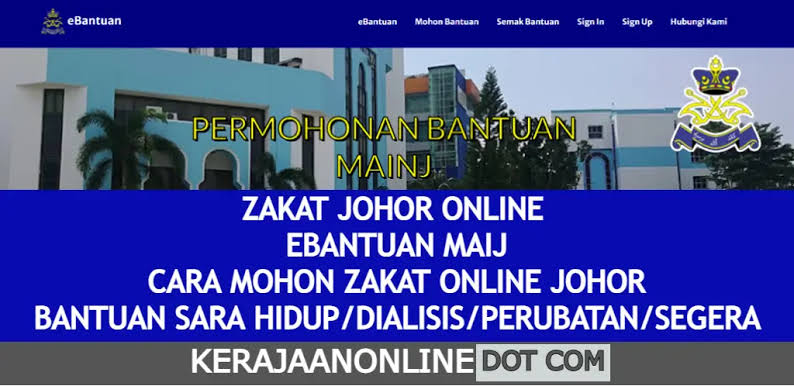 eBantuan
eBantuan Mohon Bantuan Semak Bantuan Sign In Sign Up Hubungi Kami
PERMOHONAN BANTUAN
MAINJ
ZAKAT JOHOR ONLINE
EBANTUAN MAIJ
CARA MOHON ZAKAT ONLINE JOHOR
BANTUAN SARA HIDUP/DIALISIS/PERUBATAN/SEGERA
KERAJAANONLINE DOT COM